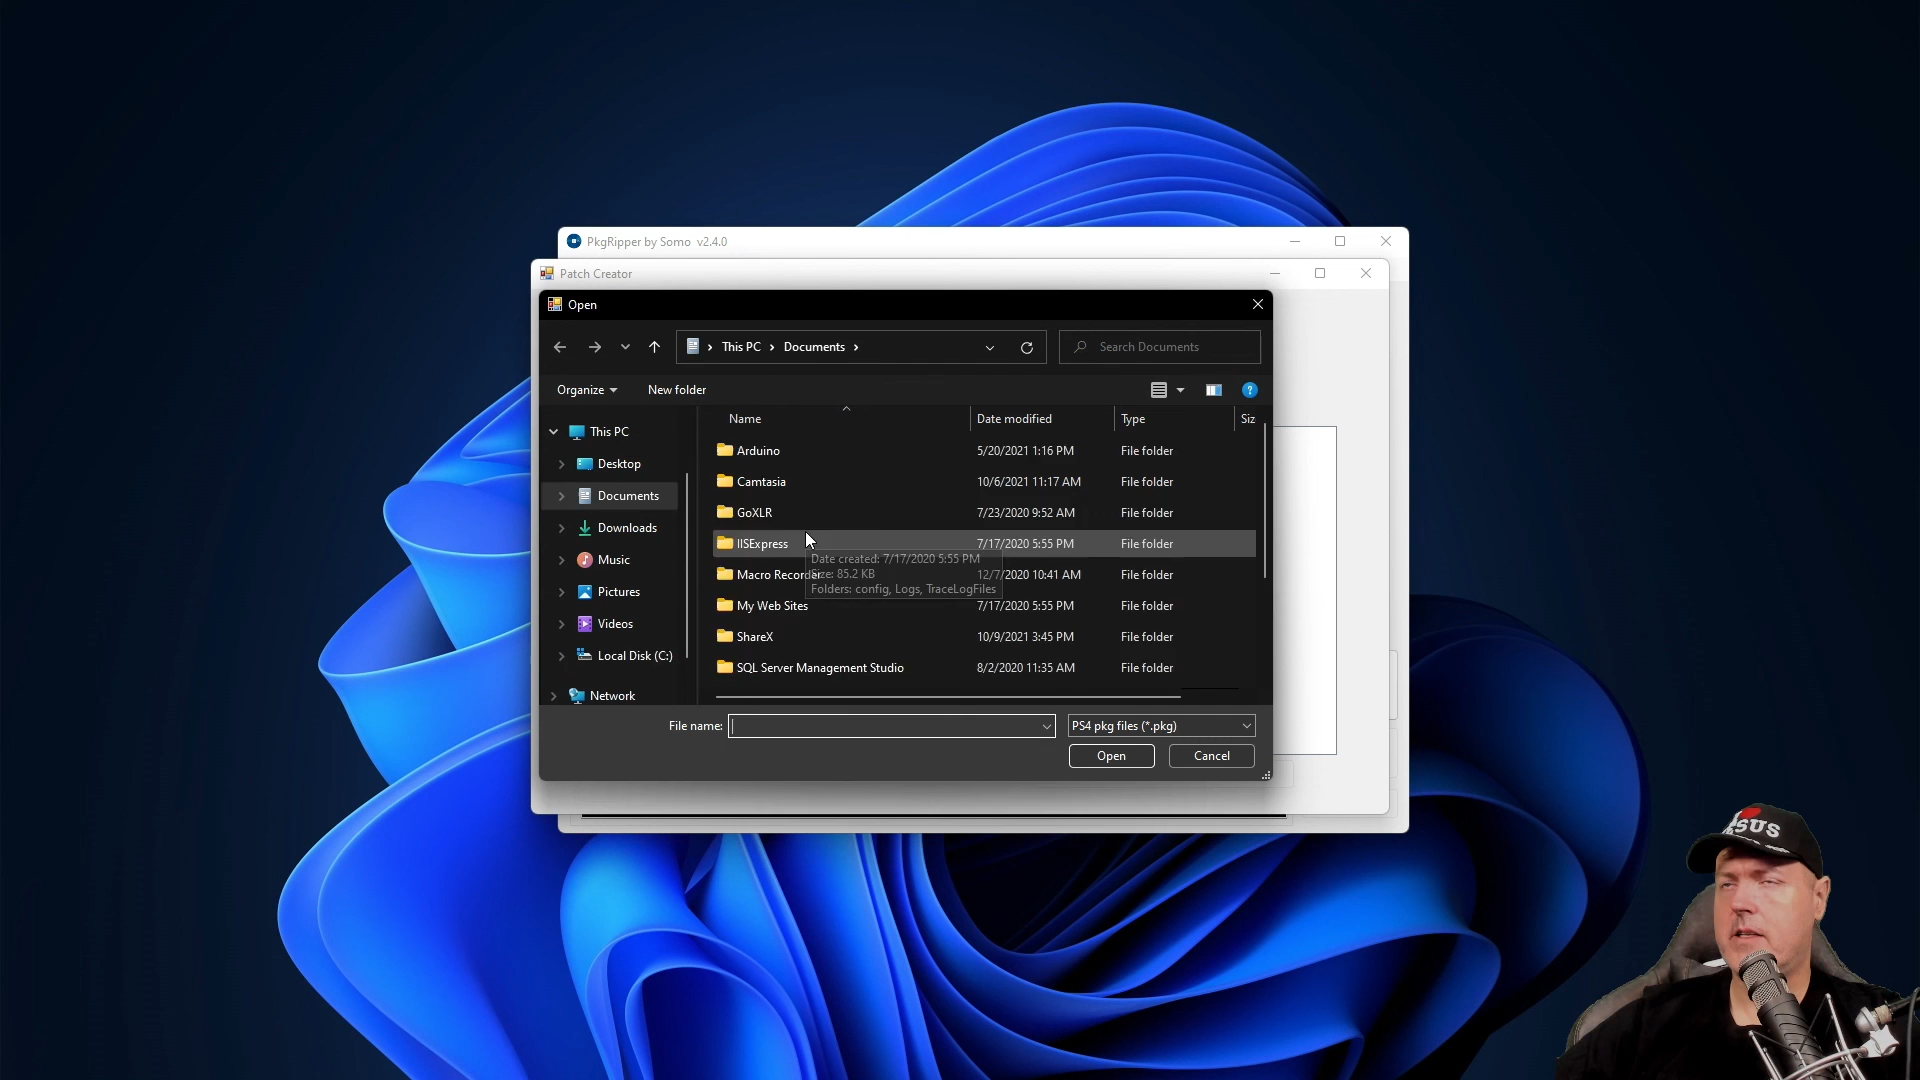 PkgRipper by Somo v2.4.0
Patch Creator
Open
This PC > Documents >
Search Documents
Organize
New folder
Name
Date modified
Type
Siz
This PC
Desktop
Documents
Downloads
Music
Pictures
Videos
Local Disk (C:)
Network
Arduino 5/20/2021 1:16 PM File folder
Camtasia 10/6/2021 11:17 AM File folder
GoXLR 7/23/2020 9:52 AM File folder
IISExpress 7/17/2020 5:55 PM File folder
Date created: 7/17/2020 5:55 PM
Size: 85.2 KB
Folders: config, Logs, TraceLogFiles
Macro Recorder 12/7/2020 10:41 AM File folder
My Web Sites 7/17/2020 5:55 PM File folder
ShareX 10/9/2021 3:45 PM File folder
SQL Server Management Studio 8/2/2020 11:35 AM File folder
File name:
PS4 pkg files (*.pkg)
Open
Cancel